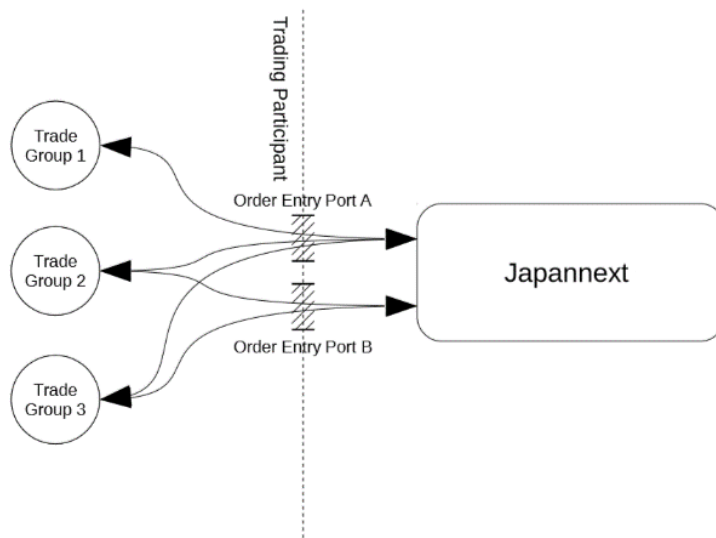 Trading Participant
Trade
Group 1
Order Entry Port A
Trade
Group 2
Japannext
Order Entry Port B
Trade
Group 3